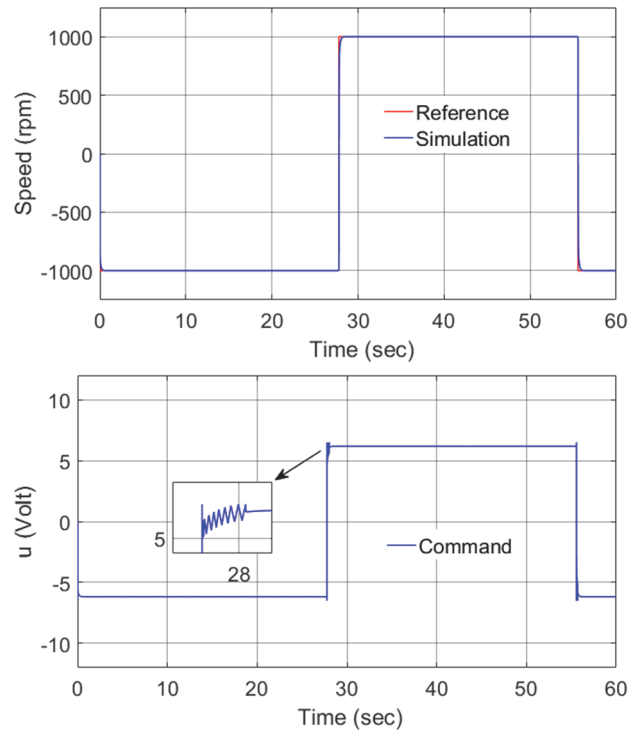 1000
500
0
-500
-1000
Speed (rpm)
Reference
Simulation
0 10 20 30 40 50 60
Time (sec)
10
5
0
-5
-10
u (Volt)
5
28
Command
0 10 20 30 40 50 60
Time (sec)